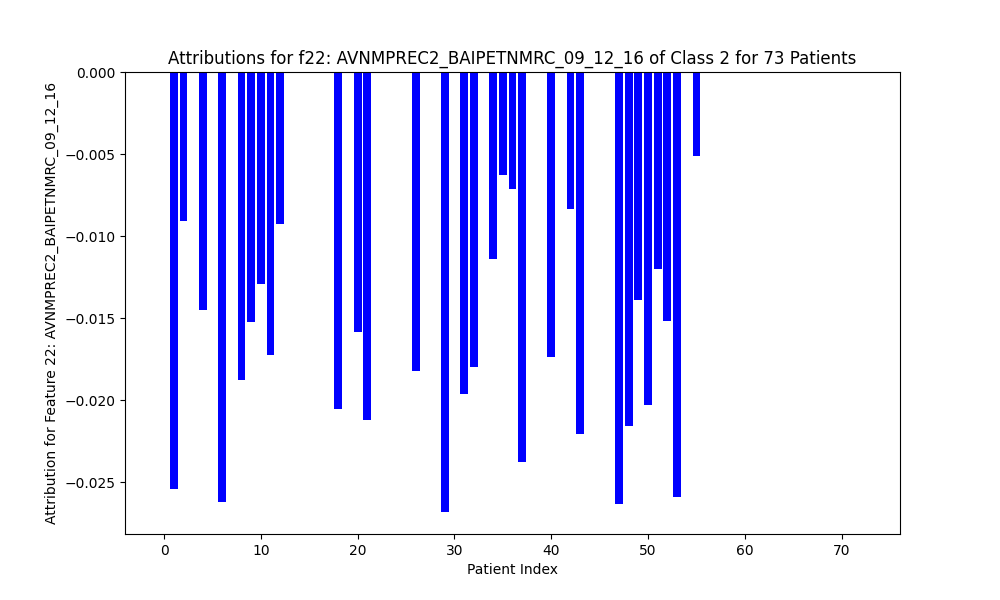 Attributions for f22: AVNMPREC2_BAIPETNMRC_09_12_16 of Class 2 for 73 Patients
Attribution for Feature 22: AVNMPREC2_BAIPETNMRC_09_12_16
0.000
−0.005
−0.010
−0.015
−0.020
−0.025
0 10 20 30 40 50 60 70
Patient Index